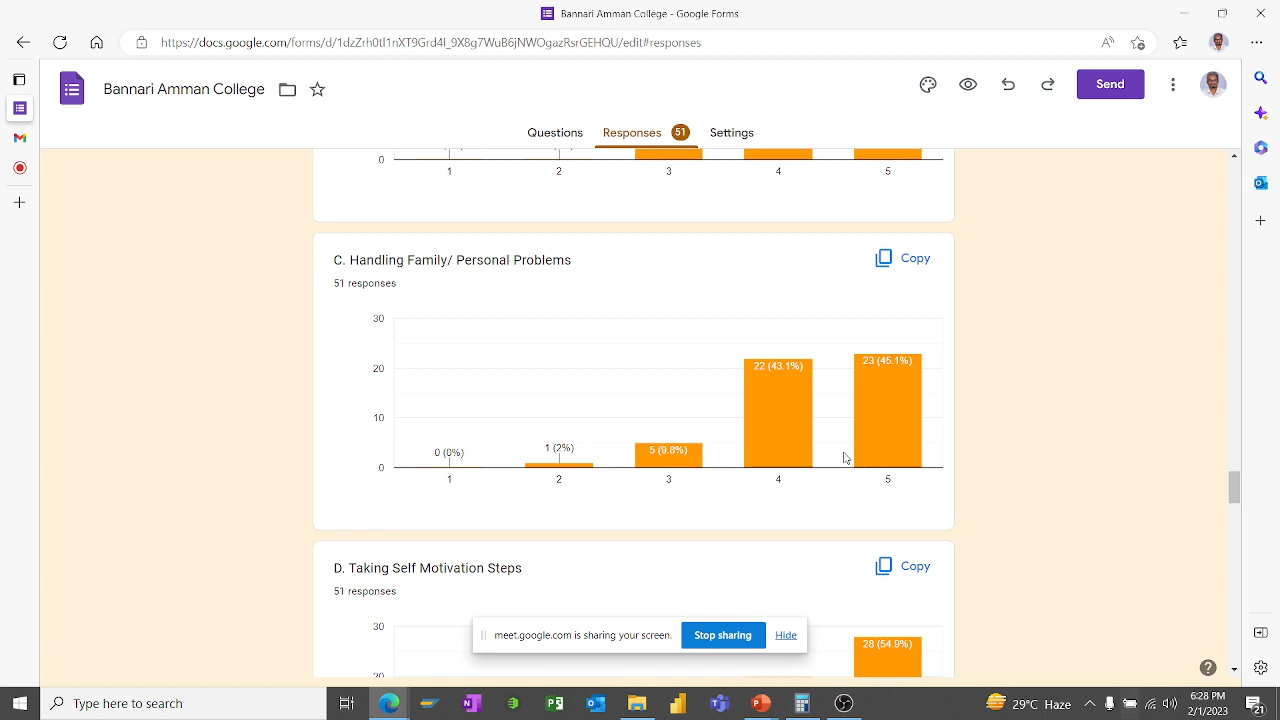 Bannari Amman College - Google Forms
https://docs.google.com/forms/d/1dzZrh0tl1nXT9Grd4l_9X8g7WuB6jNWOgazRsrGEHQU/edit#responses
Bannari Amman College
Send
Questions
Responses 51
Settings
0
1 2 3 4 5
C. Handling Family/ Personal Problems
Copy
51 responses
30
20
10
0
0 (0%)
1 (2%)
5 (9.8%)
22 (43.1%)
23 (45.1%)
1 2 3 4 5
D. Taking Self Motivation Steps
Copy
51 responses
30
28 (54.9%)
meet.google.com is sharing your screen.
Stop sharing
Hide
Type here to search
29°C Haze
6:28 PM
2/1/2023
21